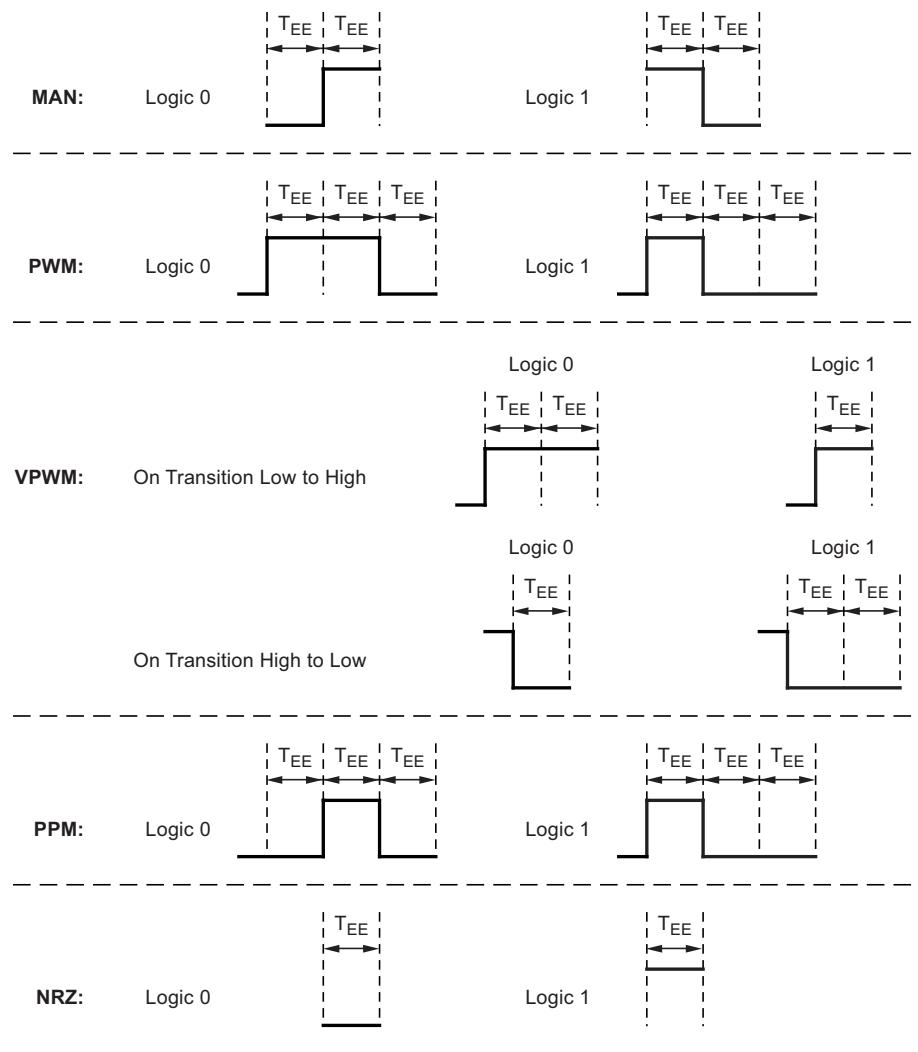 TEE TEE TEE TEE
MAN: Logic 0 Logic 1
TEE TEE TEE TEE TEE TEE
PWM: Logic 0 Logic 1
Logic 0 Logic 1
TEE TEE TEE
VPWM: On Transition Low to High
Logic 0 Logic 1
TEE TEE TEE
On Transition High to Low
TEE TEE TEE TEE TEE TEE
PPM: Logic 0 Logic 1
TEE TEE
NRZ: Logic 0 Logic 1